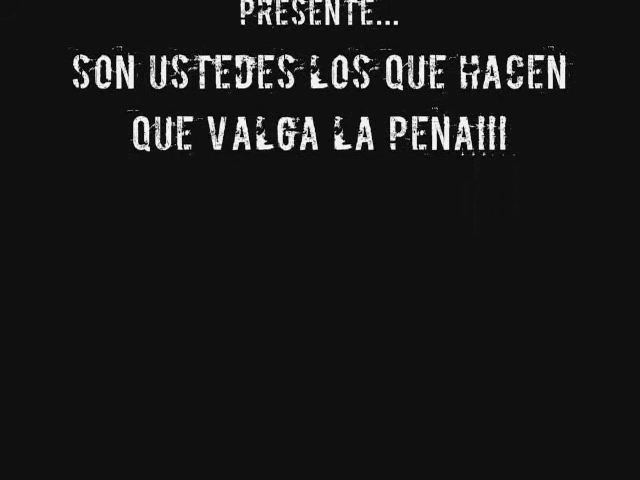 PRESENTE...
SON USTEDES LOS QUE HACEN
QUE VALGA LA PENA!!!